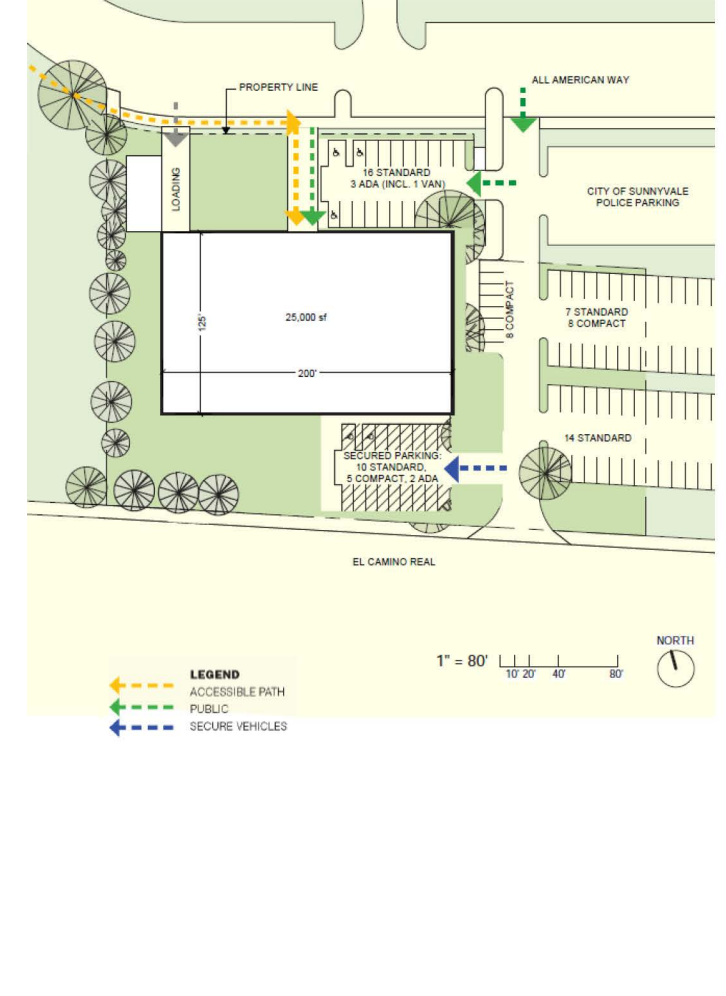 ALL AMERICAN WAY
PROPERTY LINE
LOADING
16 STANDARD
3 ADA (INCL. 1 VAN)
CITY OF SUNNYVALE
POLICE PARKING
25,000 sf
125'
200'
8 COMPACT
7 STANDARD
8 COMPACT
14 STANDARD
SECURED PARKING:
10 STANDARD,
5 COMPACT, 2 ADA
EL CAMINO REAL
NORTH
1" = 80'
10' 20' 40' 80'
LEGEND
ACCESSIBLE PATH
PUBLIC
SECURE VEHICLES